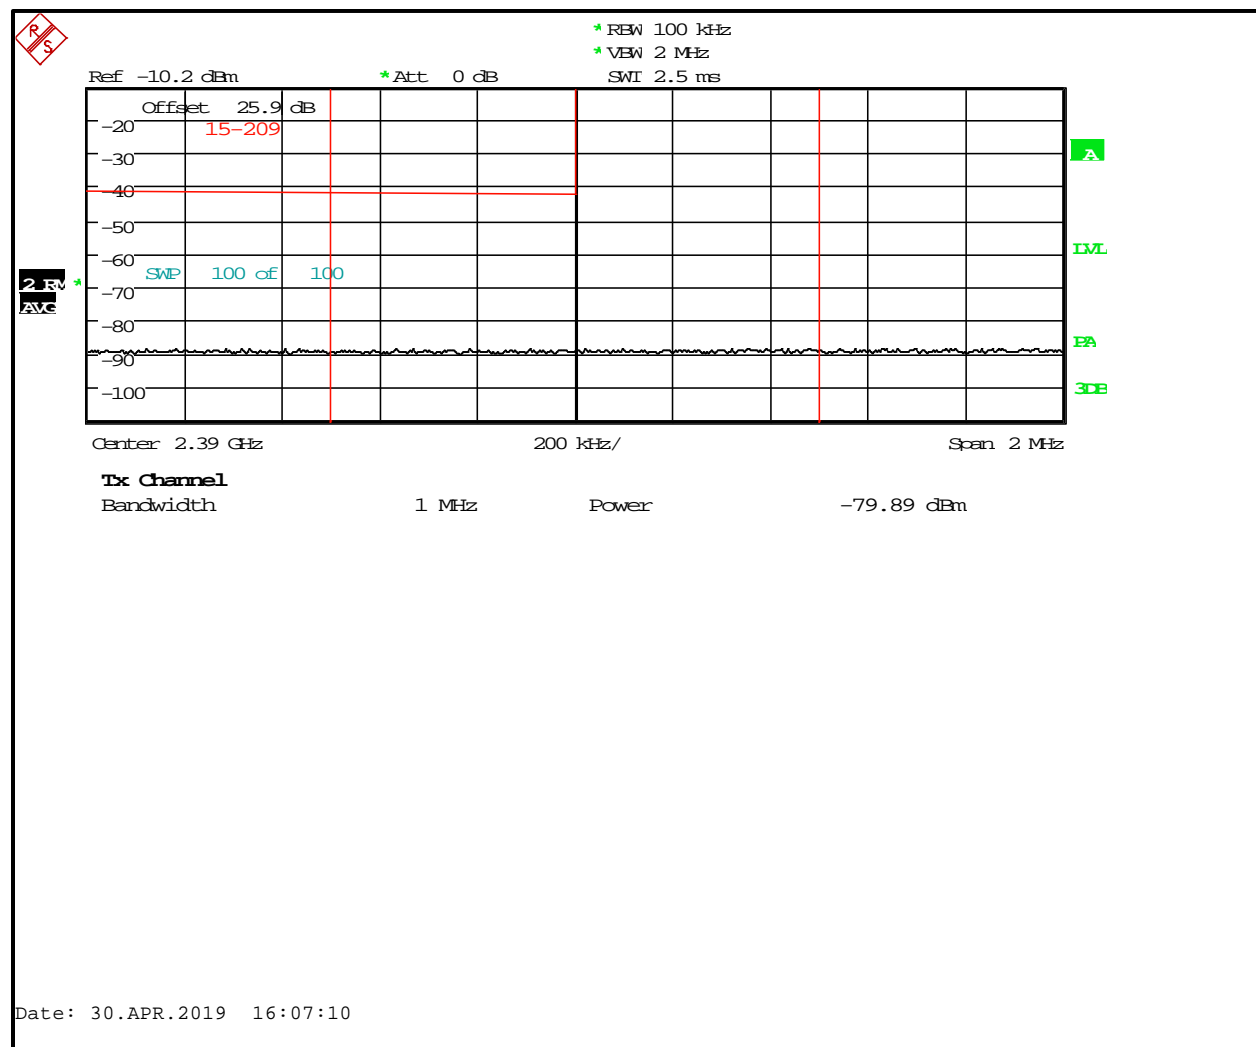 R S
* RBW 100 kHz
* VBW 2 MHz
Ref -10.2 dBm * Att 0 dB SWT 2.5 ms
Offset 25.9 dB
-20 15-209
-30
A
-40
-50
LVL
-60
SWP 100 of 100
2 RM *
-70
AVG
-80
PA
-90
3DB
-100
Center 2.39 GHz 200 kHz/ Span 2 MHz
Tx Channel
Bandwidth 1 MHz Power -79.89 dBm
Date: 30.APR.2019 16:07:10